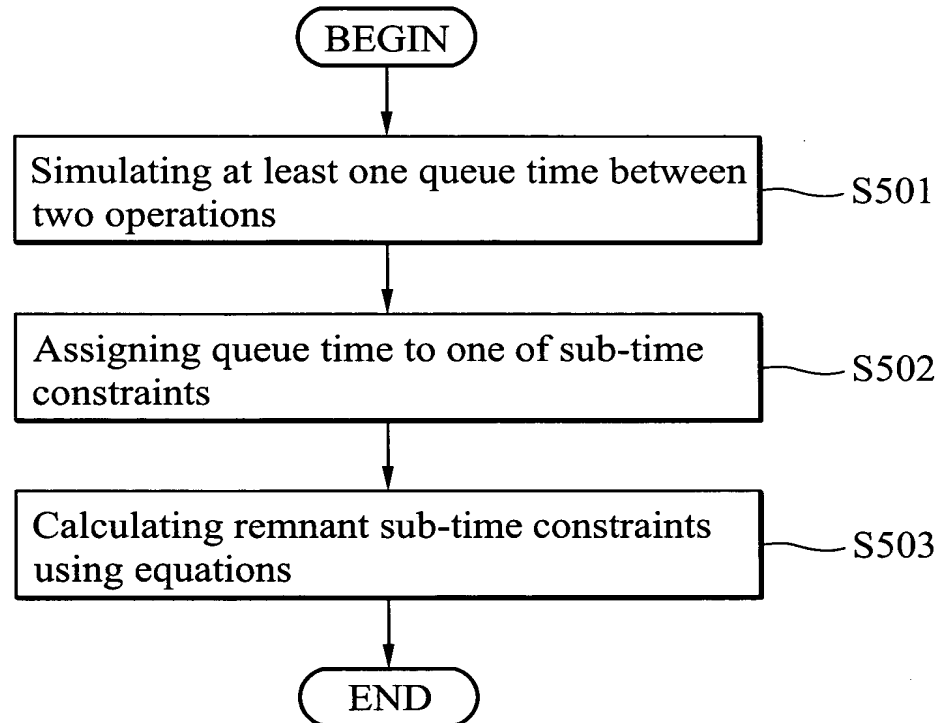 BEGIN
Simulating at least one queue time between
two operations
S501
Assigning queue time to one of sub-time
constraints
S502
Calculating remnant sub-time constraints
using equations
S503
END